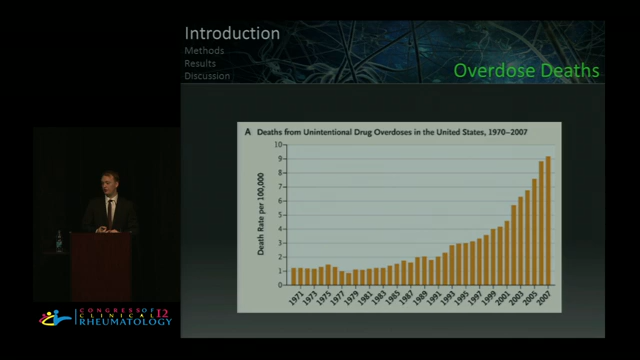 Introduction
Methods
Results
Discussion
Overdose Deaths
A Deaths from Unintentional Drug Overdoses in the United States, 1970–2007
Death Rate per 100,000
10
9
8
7
6
5
4
3
2
1
0
1971 1973 1975 1977 1979 1981 1983 1985 1987 1989 1991 1993 1995 1997 1999 2001 2003 2005 2007
CONGRESS OF 12
CLINICAL
RHEUMATOLOGY